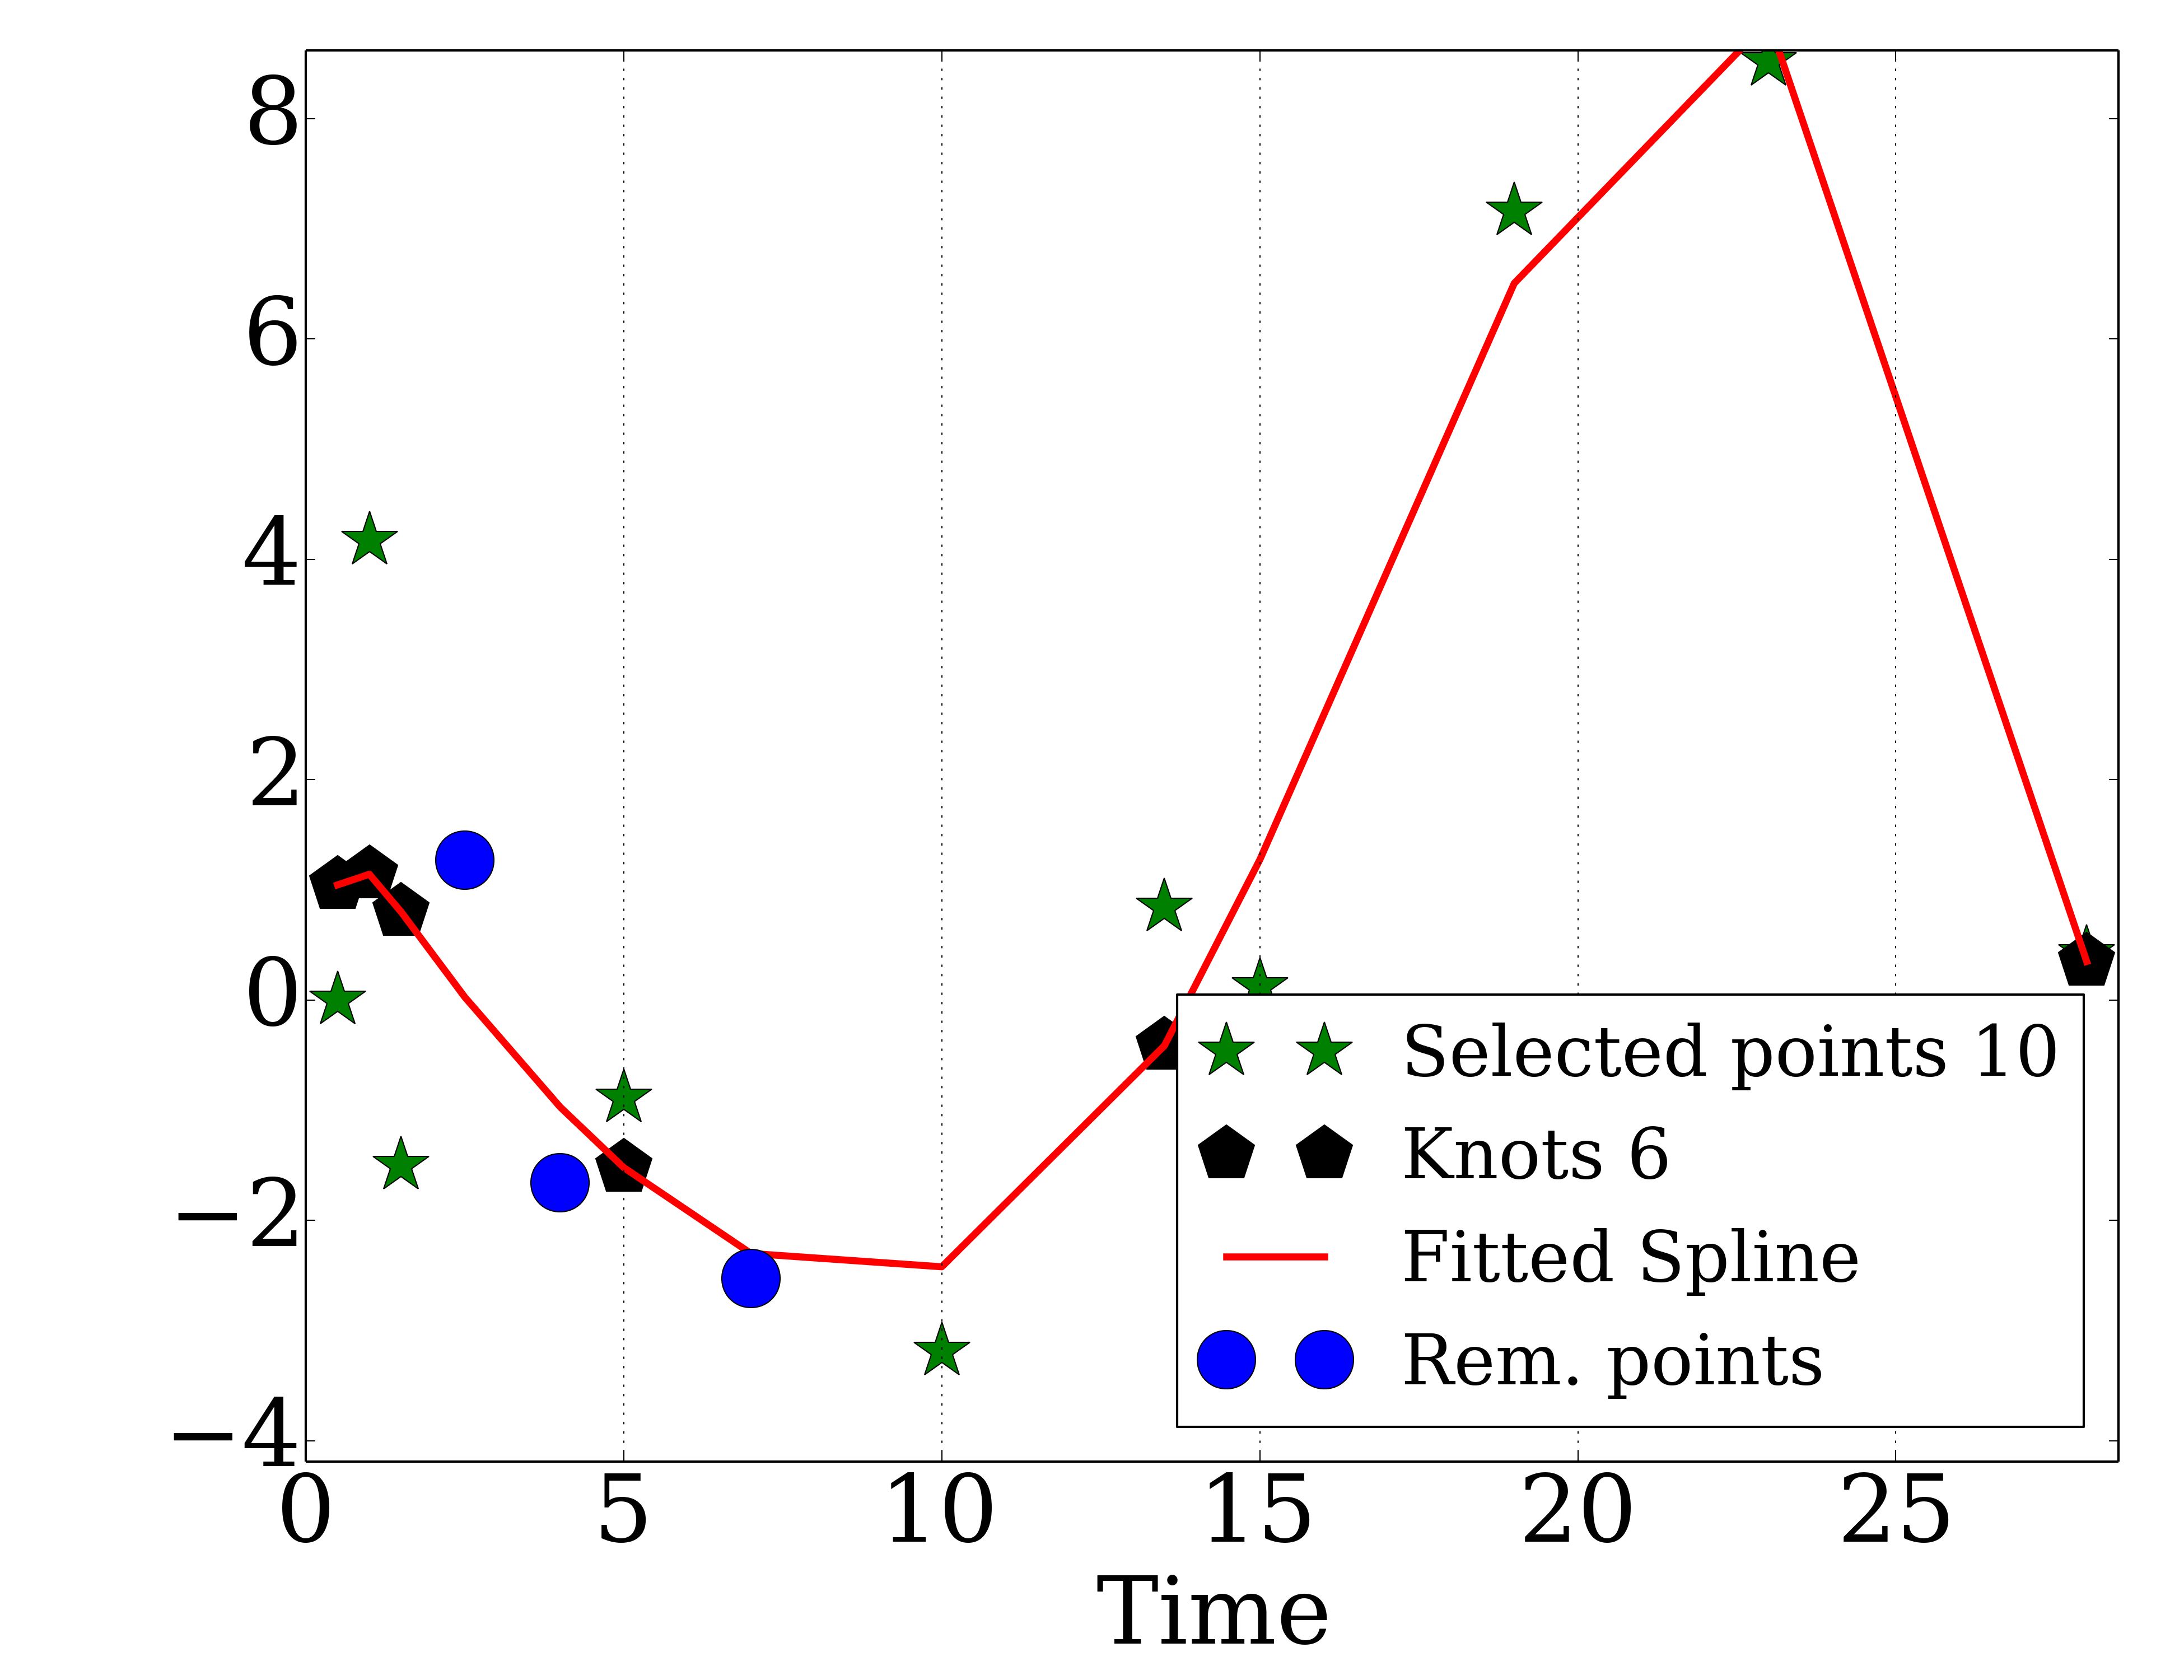 8
6
4
2
0
−2
−4
0 5 10 15 20 25
Time
Selected points 10
Knots 6
Fitted Spline
Rem. points